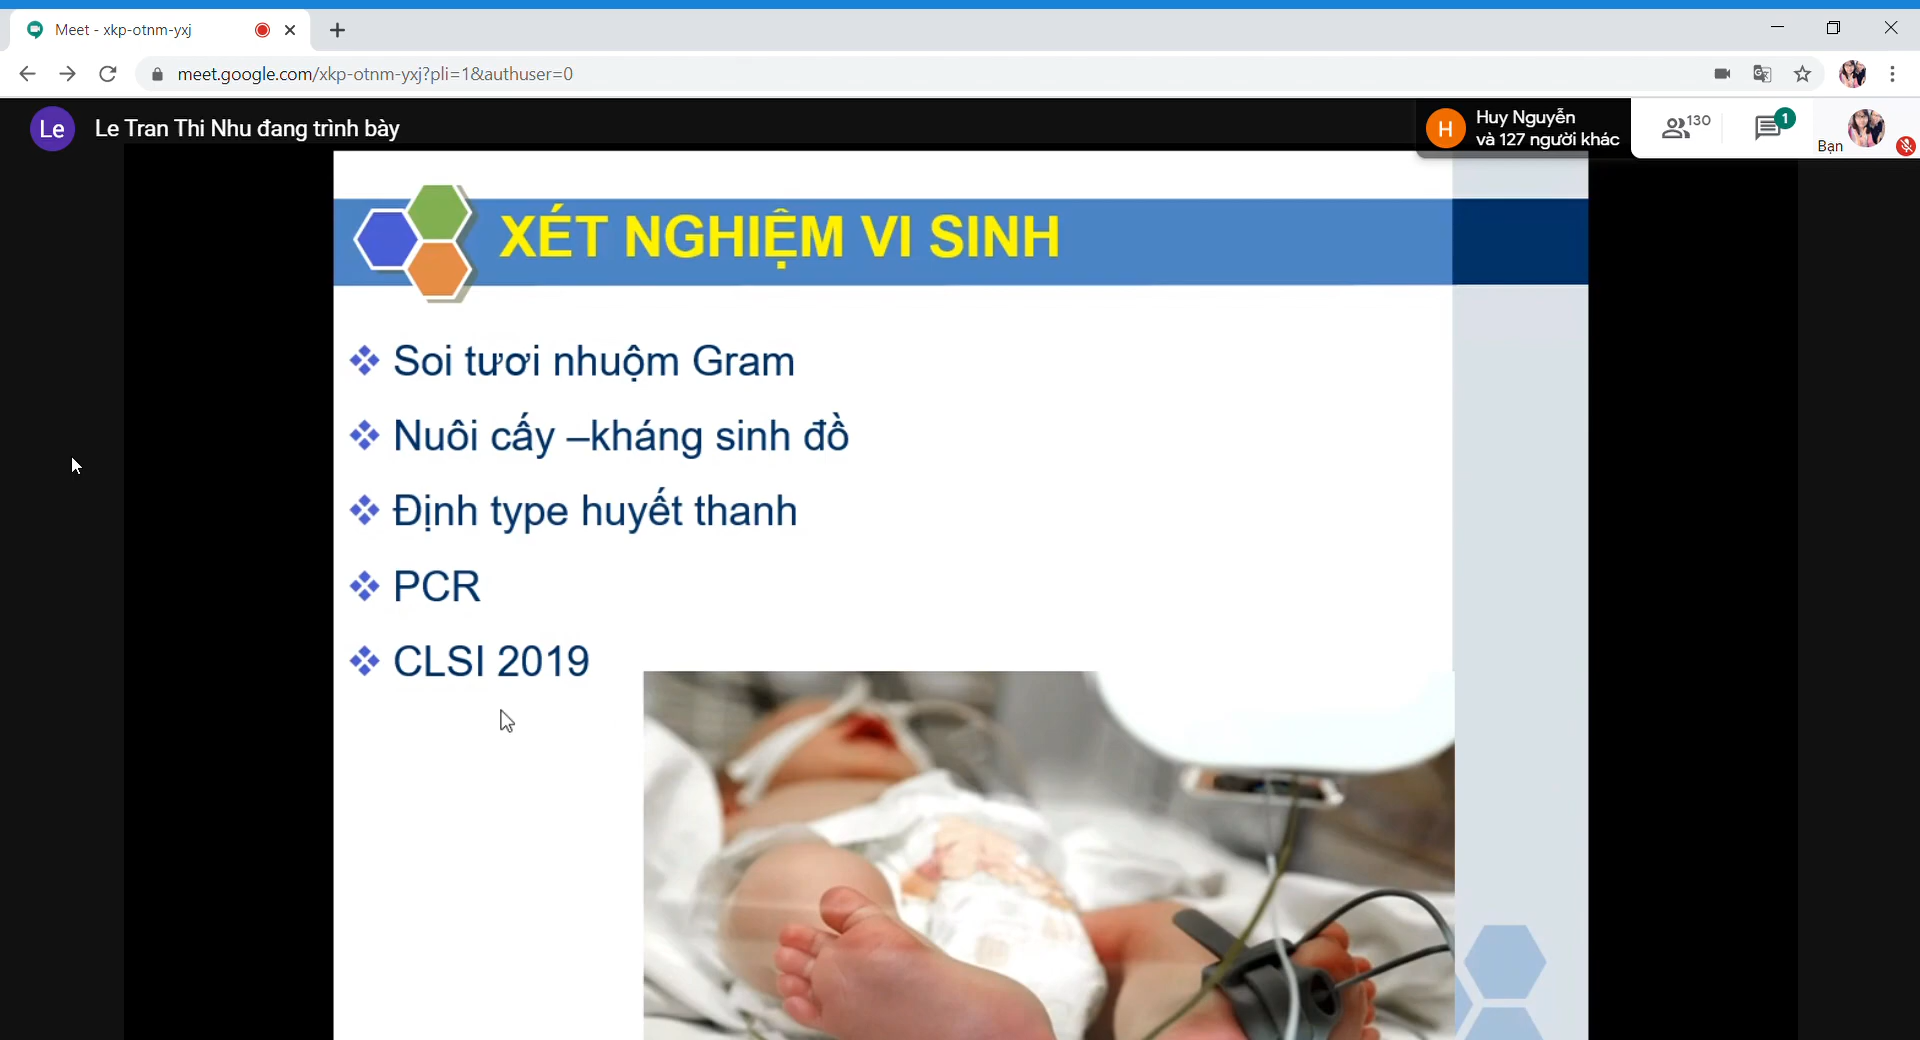 Meet - xkp-otnm-yxj
meet.google.com/xkp-otnm-yxj?pli=1&authuser=0
Le
Le Tran Thi Nhu đang trình bày
H
Huy Nguyễn
và 127 người khác
130
1
Bạn
XÉT NGHIỆM VI SINH
Soi tươi nhuộm Gram
Nuôi cấy –kháng sinh đồ
Định type huyết thanh
PCR
CLSI 2019